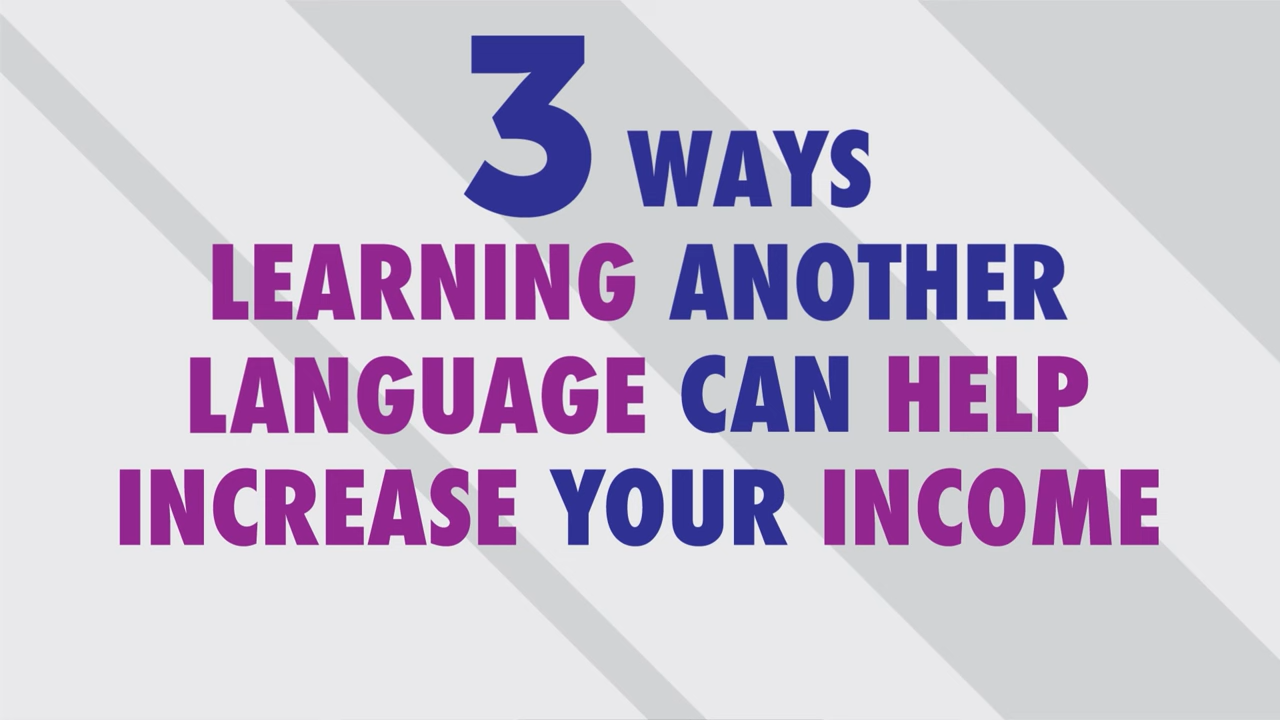 3 WAYS
LEARNING ANOTHER
LANGUAGE CAN HELP
INCREASE YOUR INCOME